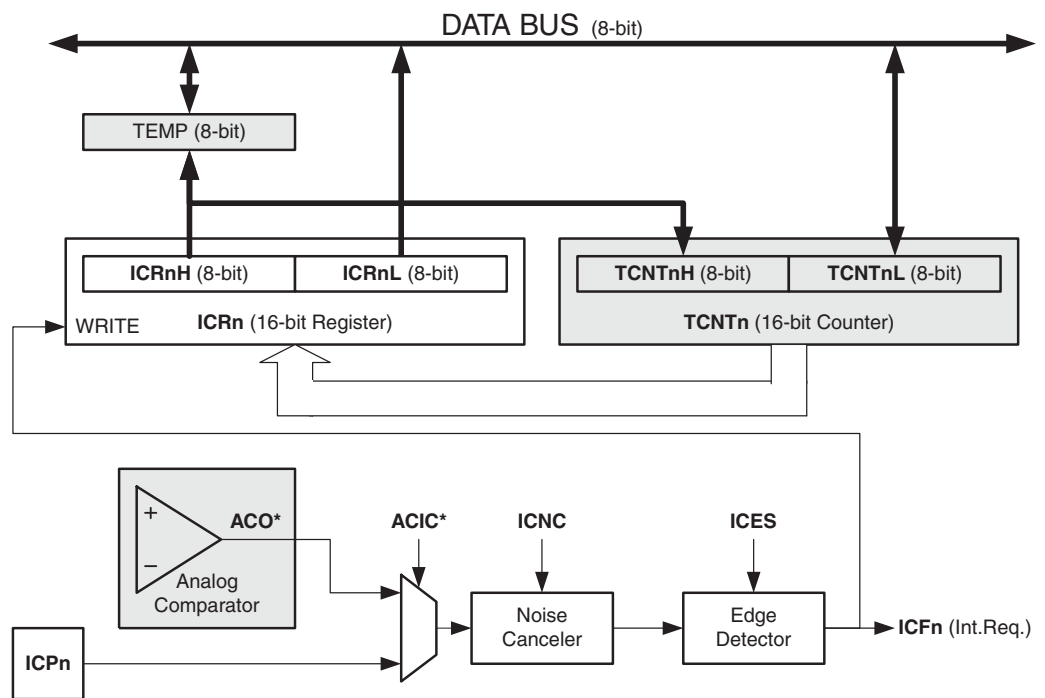 DATA BUS (8-bit)
TEMP (8-bit)
ICRnH (8-bit)
ICRnL (8-bit)
TCNTnH (8-bit)
TCNTnL (8-bit)
WRITE
ICRn (16-bit Register)
TCNTn (16-bit Counter)
+
−
ACO*
Analog
Comparator
ACIC*
ICNC
ICES
Noise
Canceler
Edge
Detector
ICFn (Int.Req.)
ICPn